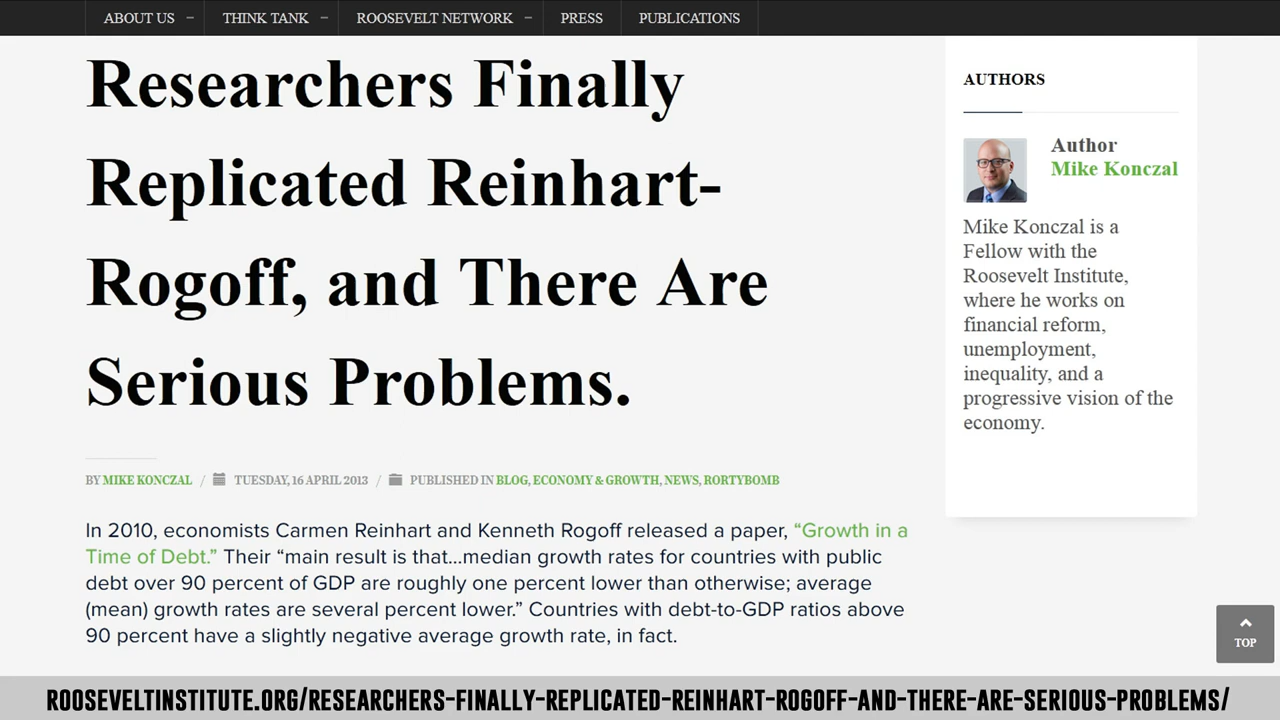 ABOUT US
THINK TANK
ROOSEVELT NETWORK
PRESS
PUBLICATIONS
Researchers Finally
Replicated Reinhart-
Rogoff, and There Are
Serious Problems.
BY MIKE KONCZAL / TUESDAY, 16 APRIL 2013 / PUBLISHED IN BLOG, ECONOMY & GROWTH, NEWS, RORTYBOMB
In 2010, economists Carmen Reinhart and Kenneth Rogoff released a paper, “Growth in a
Time of Debt.” Their “main result is that...median growth rates for countries with public
debt over 90 percent of GDP are roughly one percent lower than otherwise; average
(mean) growth rates are several percent lower.” Countries with debt-to-GDP ratios above
90 percent have a slightly negative average growth rate, in fact.
AUTHORS
Author
Mike Konczal
Mike Konczal is a
Fellow with the
Roosevelt Institute,
where he works on
financial reform,
unemployment,
inequality, and a
progressive vision of the
economy.
TOP
ROOSEVELTINSTITUTE.ORG/RESEARCHERS-FINALLY-REPLICATED-REINHART-ROGOFF-AND-THERE-ARE-SERIOUS-PROBLEMS/